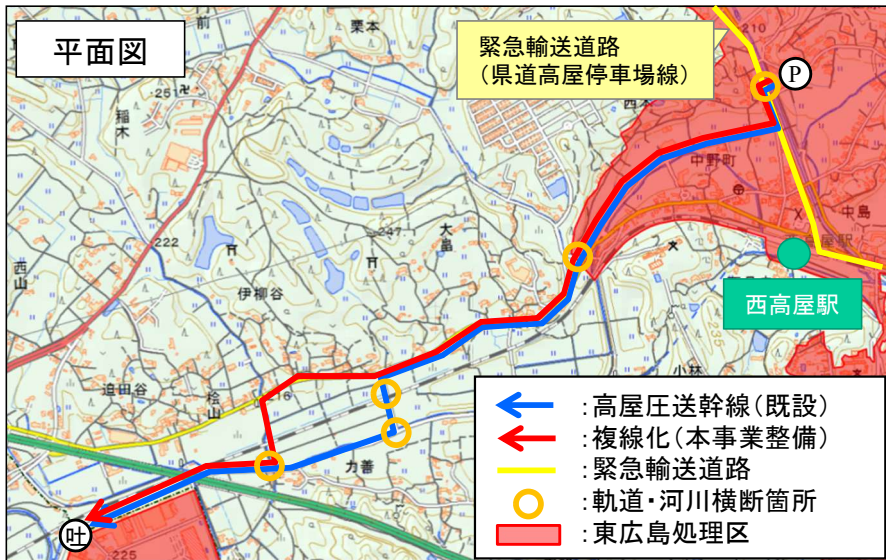 平面図
緊急輸送道路
(県道高屋停車場線)
P
210
門前
栗本
251
稲木
西本
中野町
中島
222
247
大畠
西山
伊柳谷
西高屋駅
小林
迫田谷
桧山
216
力善
叶
225
:高屋圧送幹線(既設)
:複線化(本事業整備)
:緊急輸送道路
:軌道・河川横断箇所
:東広島処理区